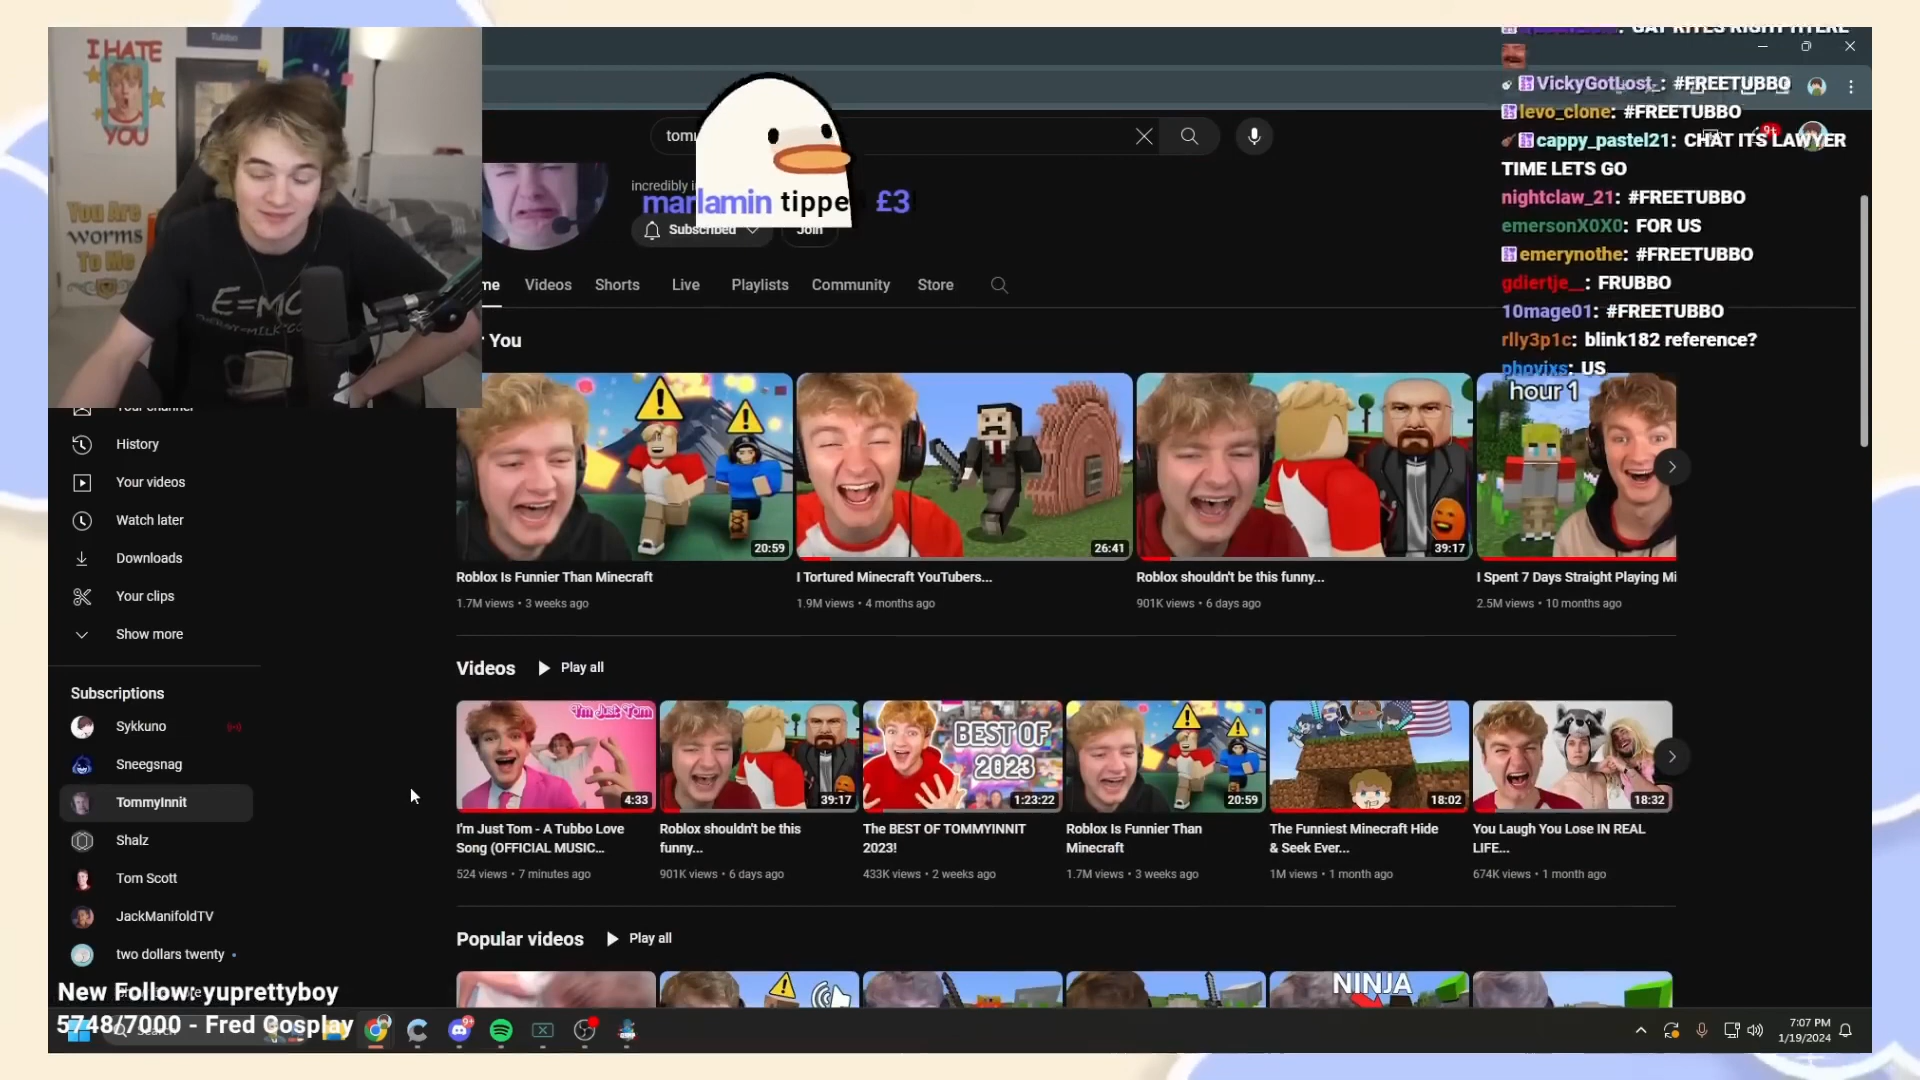 I HATE
YOU
Tubbo
You Are
worms
To Me
E=MC
incredibly
marlamin tippe £3
Subscribed
Join
Videos
Shorts
Live
Playlists
Community
Store
You
VickyGotLost_: #FREETUBBO
levo_clone: #FREETUBBO
cappy_pastel21: CHAT ITS LAWYER
TIME LETS GO
nightclaw_21: #FREETUBBO
emersonX0X0: FOR US
emerynothe: #FREETUBBO
gdiertje__: FRUBBO
10mage01: #FREETUBBO
rlly3p1c: blink182 reference?
phovixs: US
9+
History
Your videos
Watch later
Downloads
Your clips
Show more
Subscriptions
Sykkuno
Sneegsnag
TommyInnit
Shalz
Tom Scott
JackManifoldTV
two dollars twenty
New Follow: yuprettyboy
5748/7000 - Fred Cosplay
hour 1
20:59
26:41
39:17
Roblox Is Funnier Than Minecraft
1.7M views • 3 weeks ago
I Tortured Minecraft YouTubers...
1.9M views • 4 months ago
Roblox shouldn't be this funny...
901K views • 6 days ago
I Spent 7 Days Straight Playing Mi
2.5M views • 10 months ago
Videos
Play all
I'm Just Tom
4:33
39:17
BEST OF
2023
1:23:22
20:59
18:02
18:32
I'm Just Tom - A Tubbo Love
Song (OFFICIAL MUSIC...
524 views • 7 minutes ago
Roblox shouldn't be this
funny...
901K views • 6 days ago
The BEST OF TOMMYINNIT
2023!
433K views • 2 weeks ago
Roblox Is Funnier Than
Minecraft
1.7M views • 3 weeks ago
The Funniest Minecraft Hide
& Seek Ever...
1M views • 1 month ago
You Laugh You Lose IN REAL
LIFE...
674K views • 1 month ago
Popular videos
Play all
NINJA
7:07 PM
1/19/2024